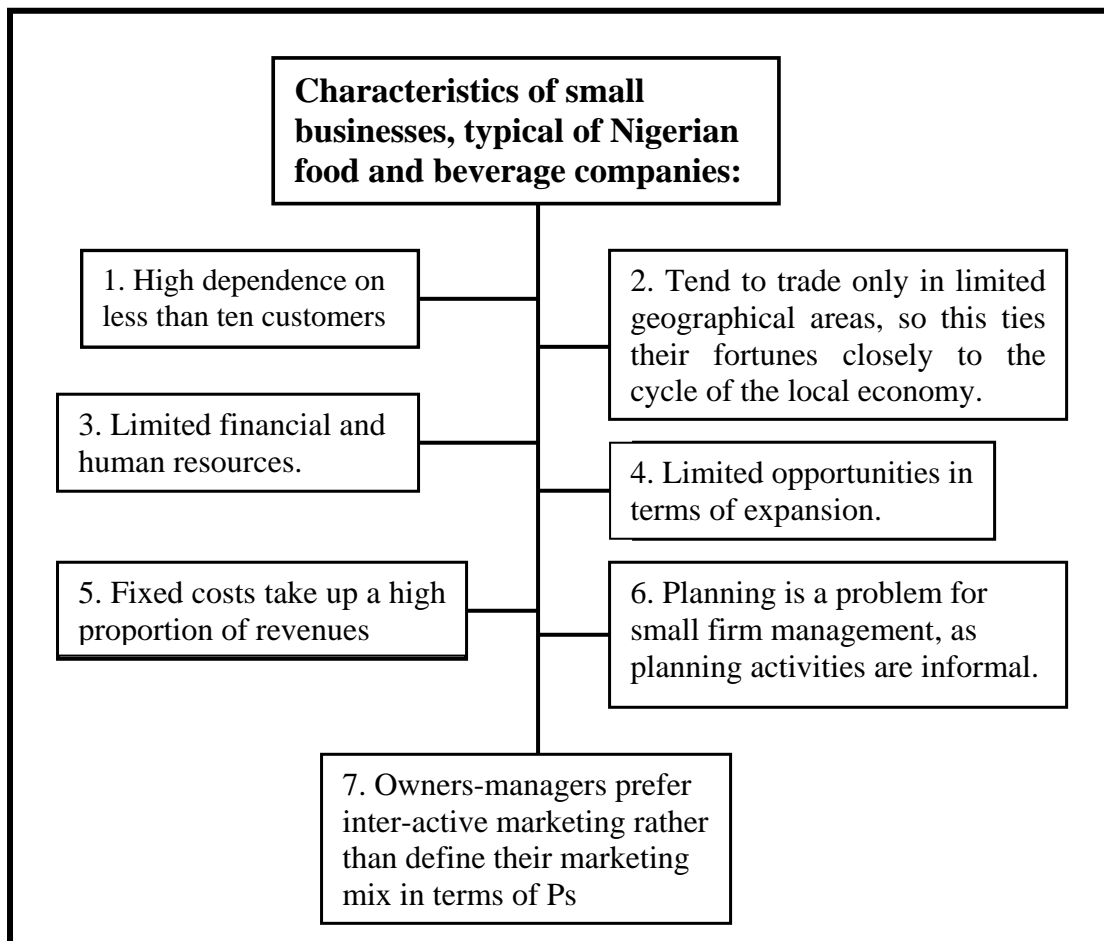 Characteristics of small
businesses, typical of Nigerian
food and beverage companies:
1. High dependence on
less than ten customers
2. Tend to trade only in limited
geographical areas, so this ties
their fortunes closely to the
cycle of the local economy.
3. Limited financial and
human resources.
4. Limited opportunities in
terms of expansion.
5. Fixed costs take up a high
proportion of revenues
6. Planning is a problem for
small firm management, as
planning activities are informal.
7. Owners-managers prefer
inter-active marketing rather
than define their marketing
mix in terms of Ps